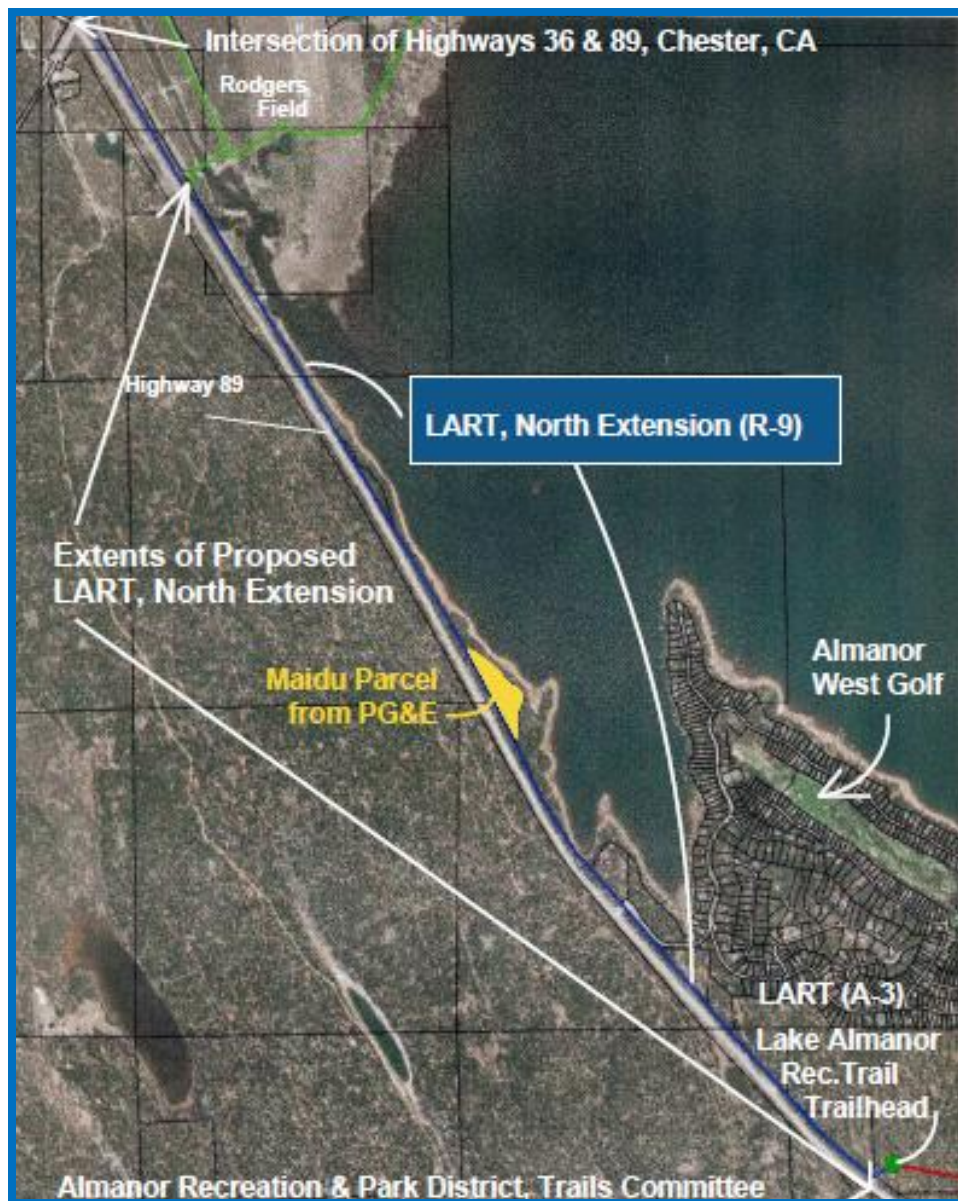 Intersection of Highways 36 & 89, Chester, CA
Rodgers
Field
Highway 89
LART, North Extension (R-9)
Extents of Proposed
LART, North Extension
Maidu Parcel
from PG&E
Almanor
West Golf
LART (A-3)
Lake Almanor
Rec.Trail
Trailhead
Almanor Recreation & Park District, Trails Committee